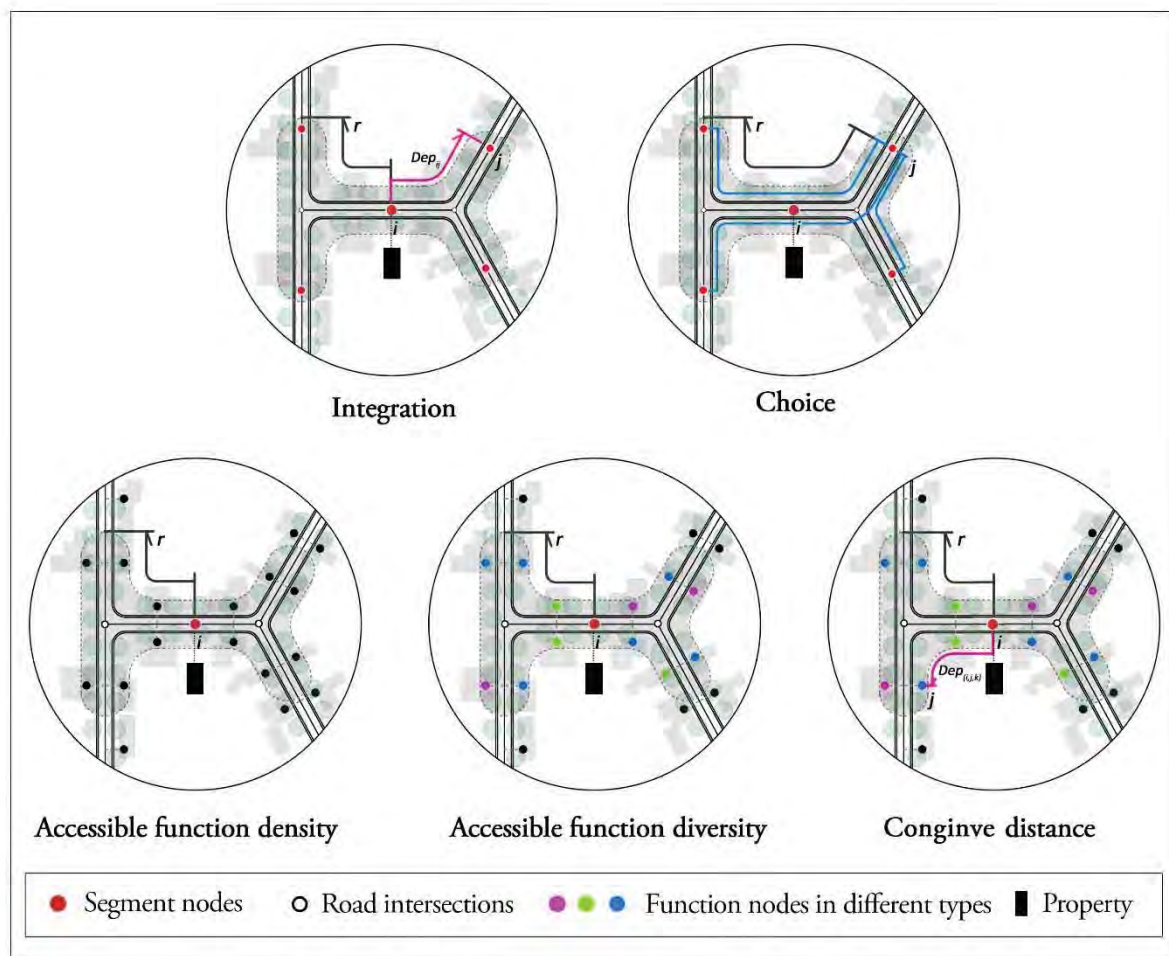 r
Dep_ij
j
i
Integration
r
j
i
Choice
r
i
Accessible function density
r
i
Accessible function diversity
r
i
Dep_(i,j,k)
j
Conginve distance
Segment nodes
Road intersections
Function nodes in different types
Property